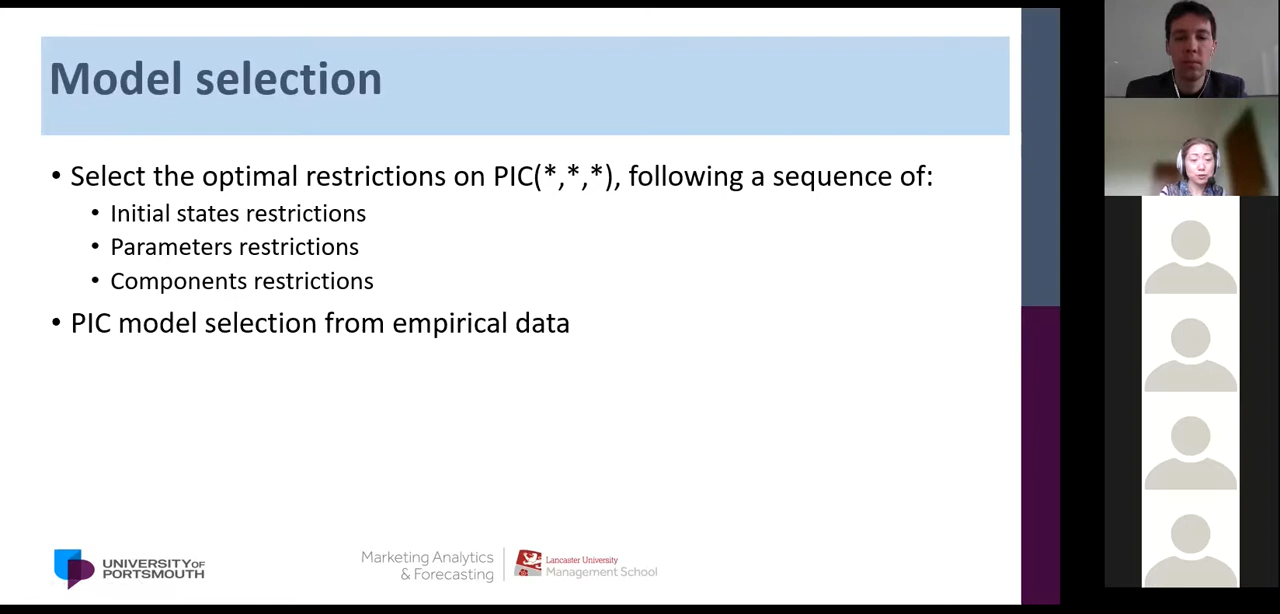 Model selection
• Select the optimal restrictions on PIC(*,*,*), following a sequence of:
• Initial states restrictions
• Parameters restrictions
• Components restrictions
• PIC model selection from empirical data
UNIVERSITY OF
PORTSMOUTH
Marketing Analytics
& Forecasting
Lancaster University
Management School